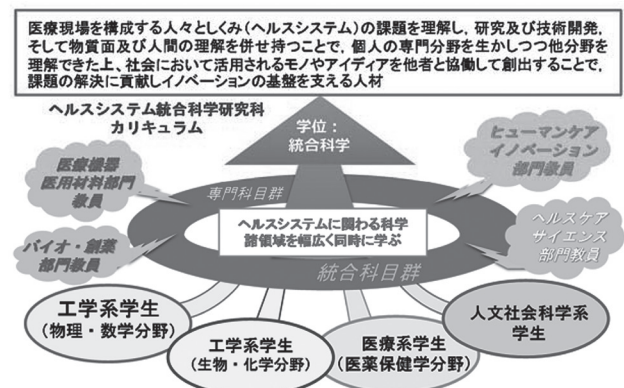 医療現場を構成する人々としくみ（ヘルスシステム）の課題を理解し，研究及び技術開発，
そして物質面及び人間の理解を併せ持つことで，個人の専門分野を生かしつつ他分野を
理解できた上、社会において活用されるモノやアイディアを他者と協働して創出することで，
課題の解決に貢献しイノベーションの基盤を支える人材
ヘルスシステム統合科学研究科
カリキュラム
学位：
統合科学
医療機器
医用材料部門
教員
ヒューマンケア
イノベーション
部門教員
専門科目群
ヘルスシステムに関わる科学
諸領域を幅広く同時に学ぶ
バイオ・創薬
部門教員
ヘルスケア
サイエンス
部門教員
統合科目群
工学系学生
（物理・数学分野）
工学系学生
（生物・化学分野）
医療系学生
（医薬保健学分野）
人文社会科学系
学生